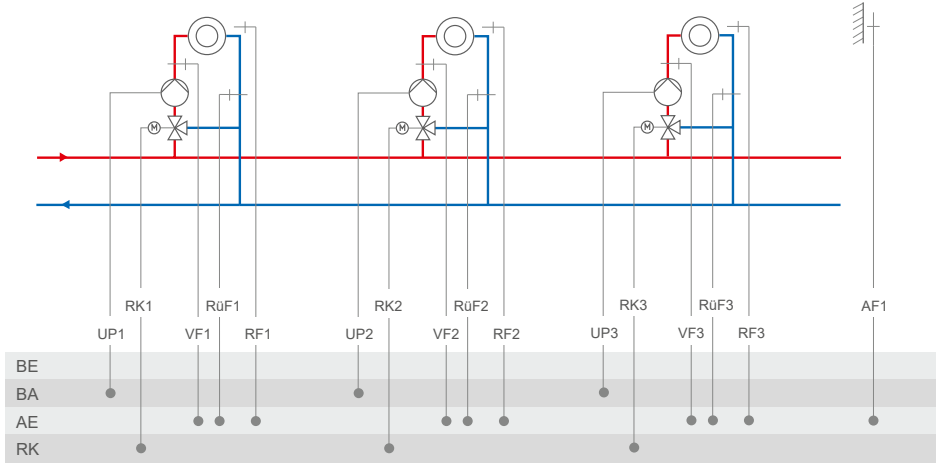 M M M
RK1 RüF1 RK2 RüF2 RK3 RüF3 AF1
UP1 VF1 RF1 UP2 VF2 RF2 UP3 VF3 RF3
BE
BA
AE
RK